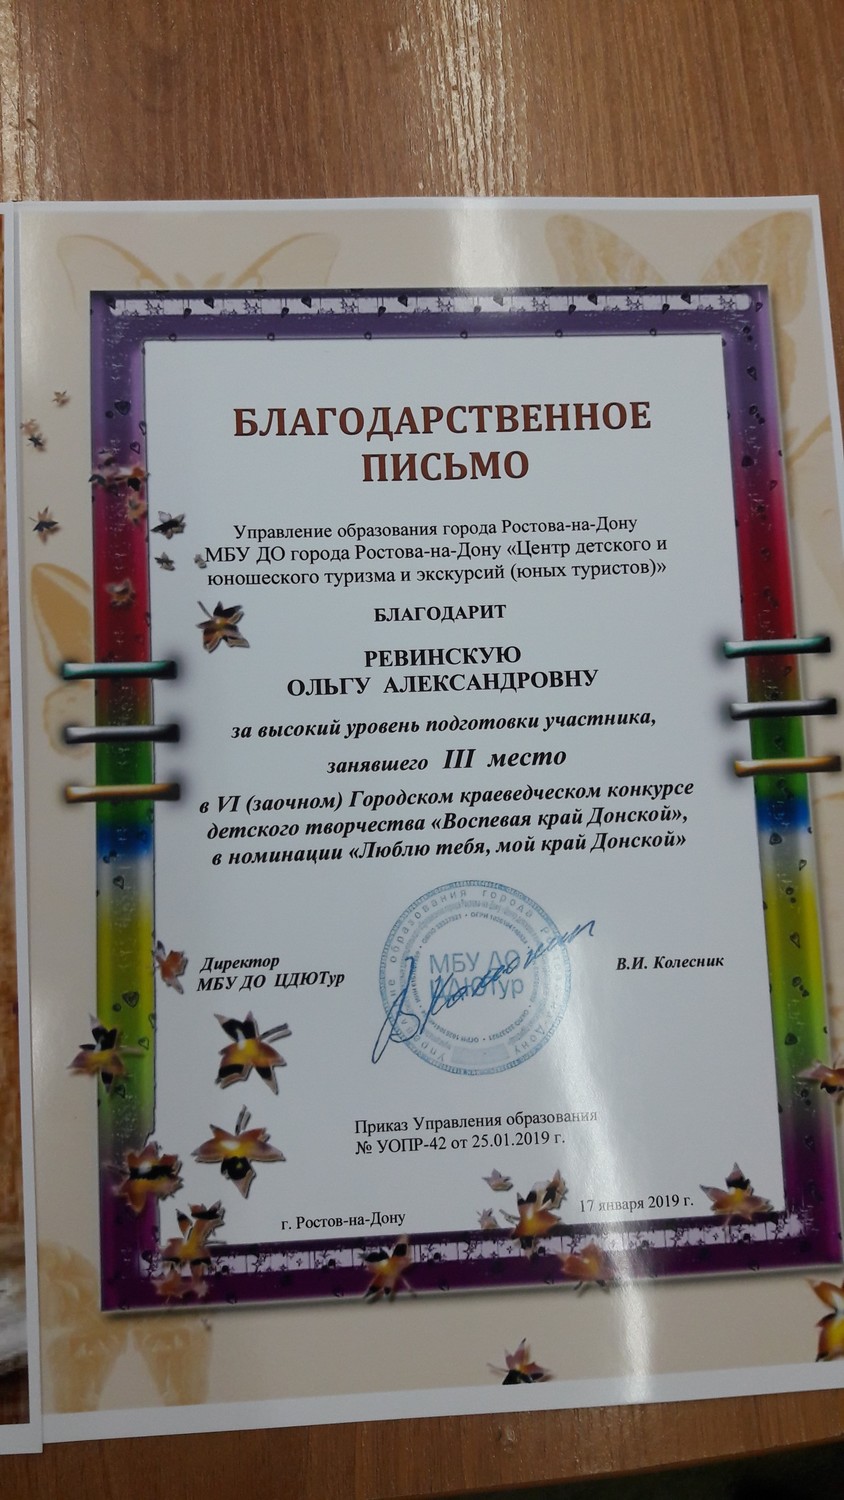 БЛАГОДАРСТВЕННОЕ
ПИСЬМО
Управление образования города Ростова-на-Дону
МБУ ДО города Ростова-на-Дону «Центр детского и
юношеского туризма и экскурсий (юных туристов)»
БЛАГОДАРИТ
РЕВИНСКУЮ
ОЛЬГУ АЛЕКСАНДРОВНУ
за высокий уровень подготовки участника,
занявшего III место
в VI (заочном) Городском краеведческом конкурсе
детского творчества «Воспевая край Донской»,
в номинации «Люблю тебя, мой край Донской»
Директор
МБУ ДО ЦДЮТур
МБУ ДО
ЦДЮТур
В.И. Колесник
Приказ Управления образования
№ УОПР-42 от 25.01.2019 г.
г. Ростов-на-Дону
17 января 2019 г.